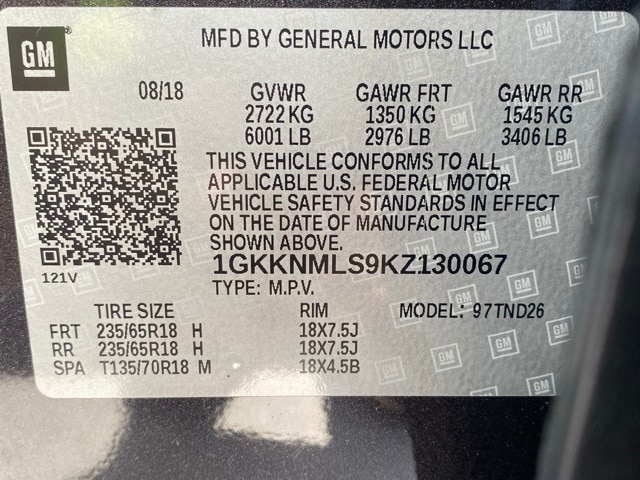 GM
MFD BY GENERAL MOTORS LLC
08/18 GVWR GAWR FRT GAWR RR
2722 KG 1350 KG 1545 KG
6001 LB 2976 LB 3406 LB
THIS VEHICLE CONFORMS TO ALL
APPLICABLE U.S. FEDERAL MOTOR
VEHICLE SAFETY STANDARDS IN EFFECT
ON THE DATE OF MANUFACTURE
SHOWN ABOVE.
121V
1GKKNMLS9KZ130067
TYPE: M.P.V.
TIRE SIZE RIM MODEL: 97TND26
FRT 235/65R18 H 18X7.5J
RR 235/65R18 H 18X7.5J
SPA T135/70R18 M 18X4.5B